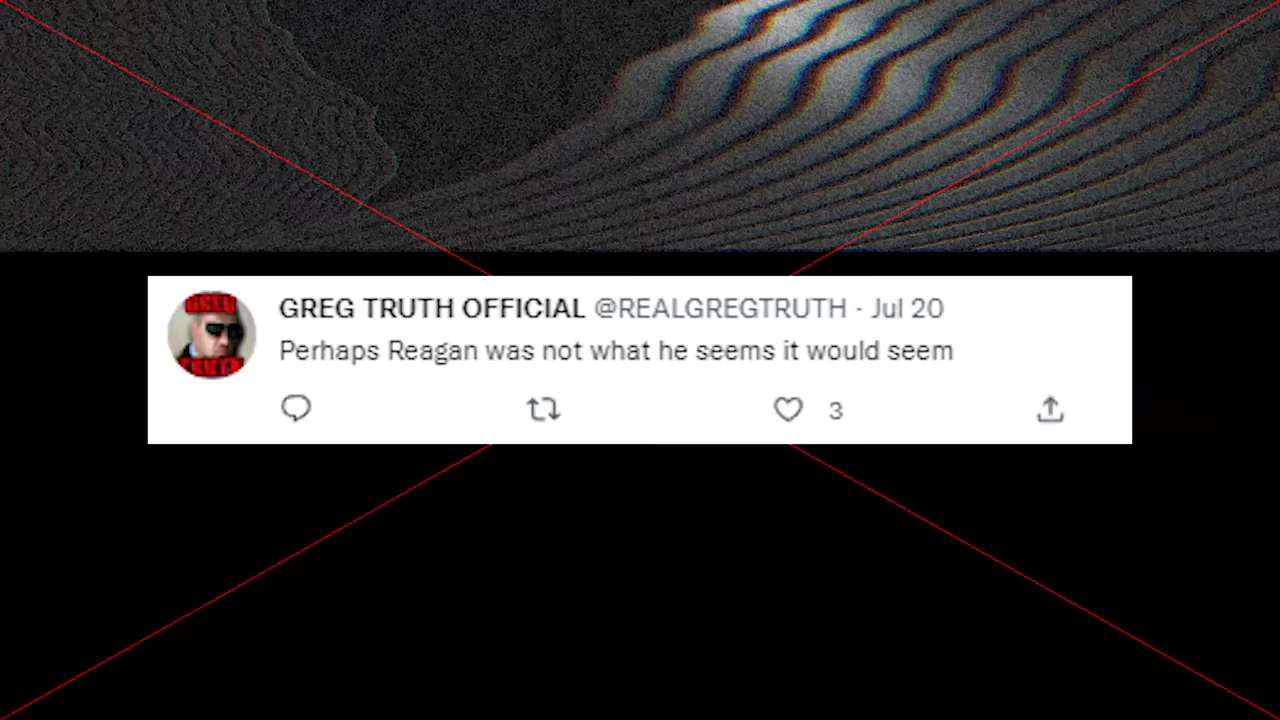 GREG TRUTH OFFICIAL @REALGREGTRUTH · Jul 20
Perhaps Reagan was not what he seems it would seem
3